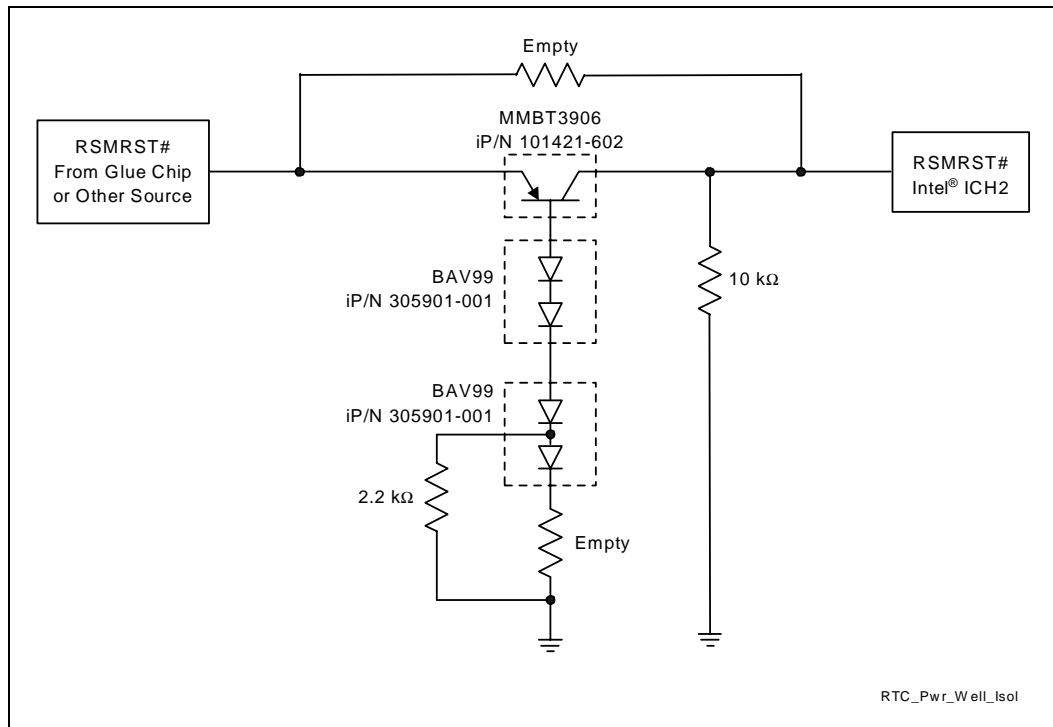 Empty
MMBT3906
iP/N 101421-602
RSMRST#
From Glue Chip
or Other Source
RSMRST#
Intel® ICH2
BAV99
iP/N 305901-001
10 kΩ
BAV99
iP/N 305901-001
2.2 kΩ
Empty
RTC_Pwr_Well_Isol